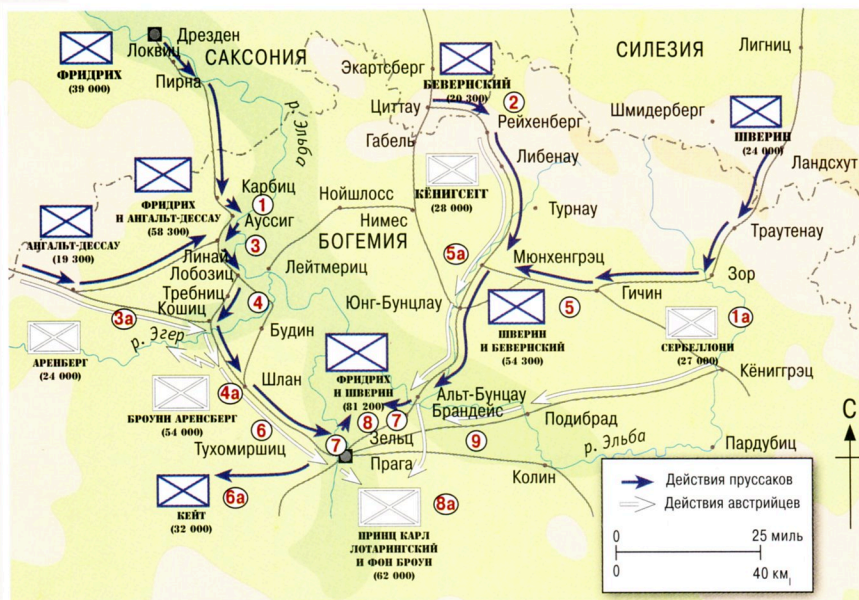 Дрезден
Локвиц
САКСОНИЯ
Пирна
ФРИДРИХ
(39 000)
р. Эльба
Экартсберг
БЕВЕРНСКИЙ
(20 300)
Циттау
2
Рейхенберг
Габель
Либенау
СИЛЕЗИЯ
Лигниц
Шмидерберг
ШВЕРИН
(24 000)
Ландсхут
Траутенау
Зор
ФРИДРИХ
И АНГАЛЬТ-ДЕССАУ
(58 300)
Карбиц
1
Ауссиг
3
АНГАЛЬТ-ДЕССАУ
(19 300)
Линай
Лобозиц
Требниц
4
Кошиц
3а
р. Эгер
АРЕНБЕРГ
(24 000)
Нойшлосс
Нимес
БОГЕМИЯ
Лейтмериц
Будин
КЁНИГСЕГГ
(28 000)
Турнау
5а
Мюнхенгрэц
Юнг-Бунцлау
5
Гичин
1а
СЕРБЕЛЛОНИ
(27 000)
Кёниггрэц
ШВЕРИН
И БЕВЕРНСКИЙ
(54 300)
Шлан
4а
БРОУНИ АРЕНСБЕРГ
(54 000)
6
ФРИДРИХ
И ШВЕРИН
(81 200)
Альт-Бунцау
Брандейс
8
7
Зельц
7
Тухомиршиц
Прага
9
Подибрад
р. Эльба
Пардубиц
Колин
КЕЙТ
(32 000)
6а
ПРИНЦ КАРЛ
ЛОТАРИНГСКИЙ
И ФОН БРОУН
(62 000)
8а
С
Действия пруссаков
Действия австрийцев
0
25 миль
0
40 км